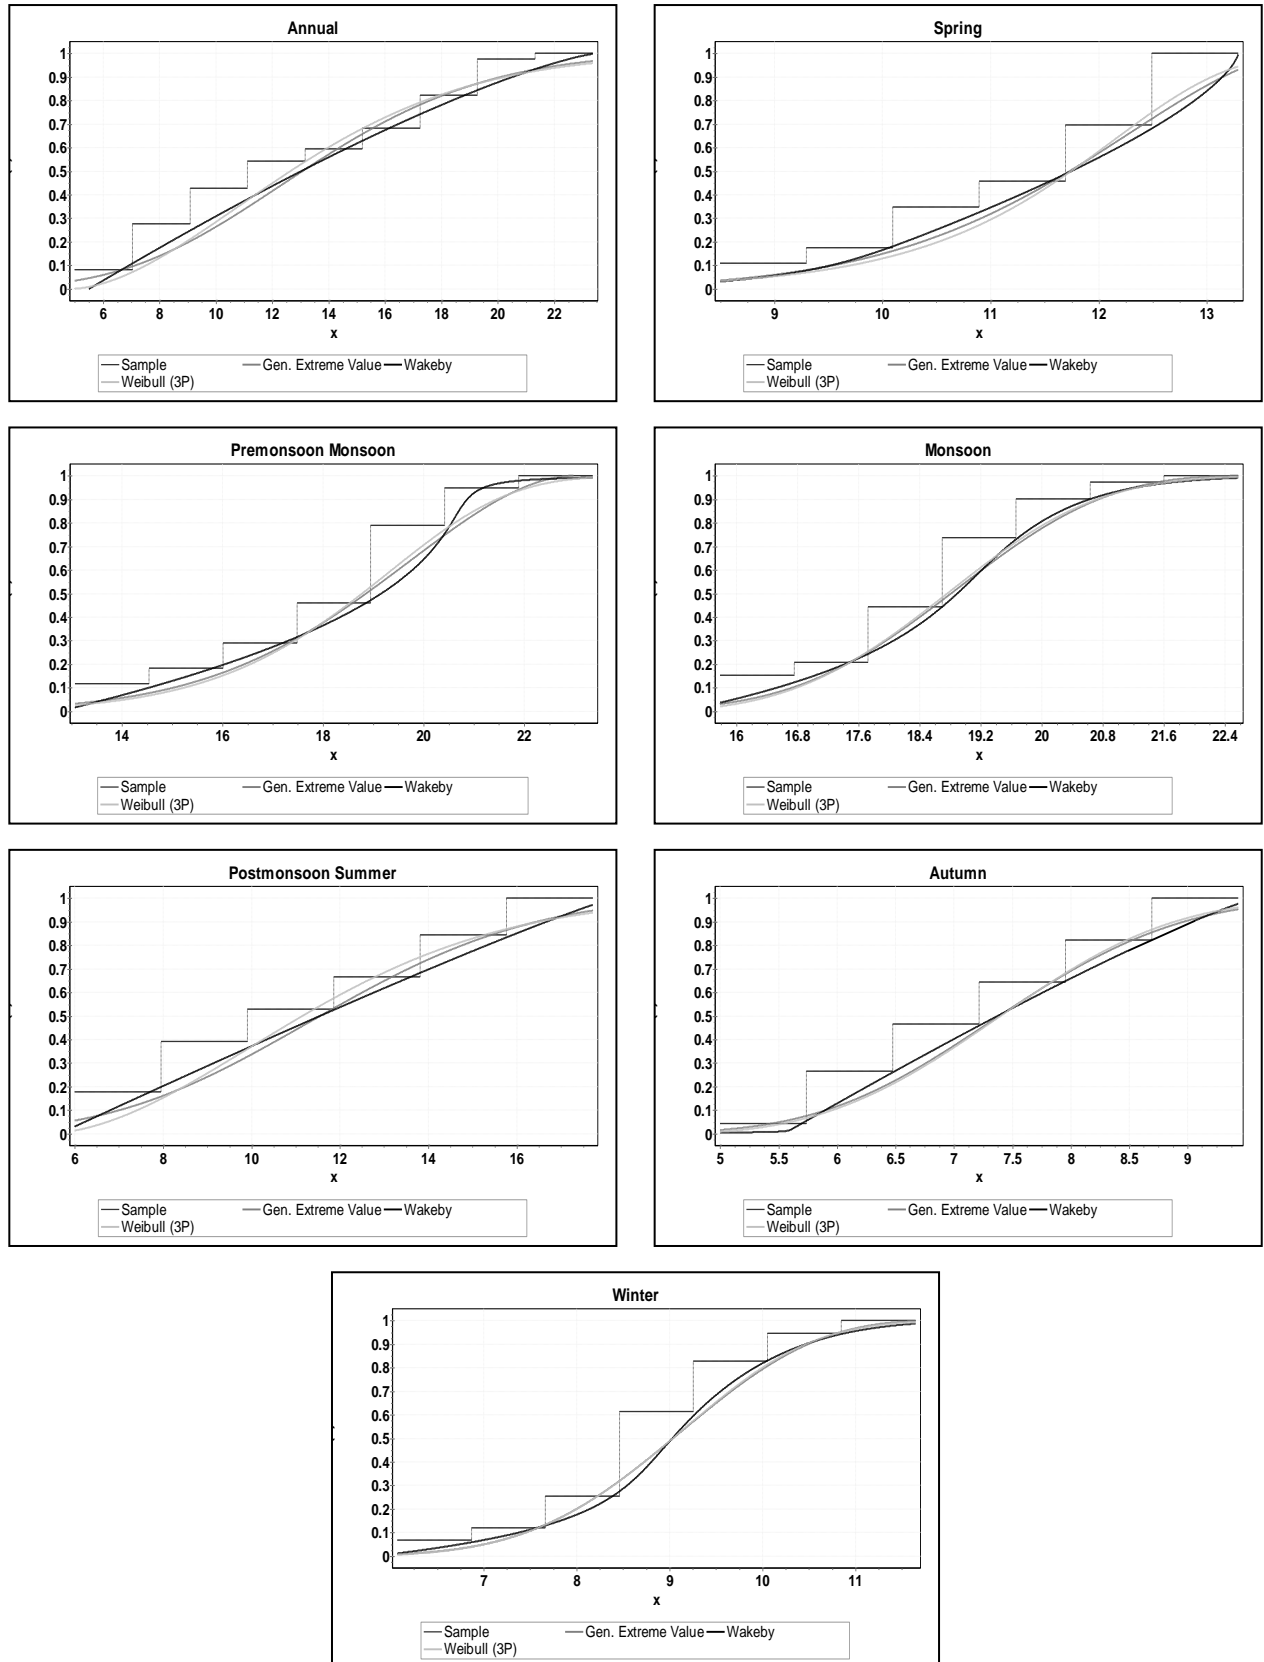 Annual
1
0.9
0.8
0.7
0.6
0.5
0.4
0.3
0.2
0.1
0
6 8 10 12 14 16 18 20 22
x
Sample Gen. Extreme Value Wakeby
Weibull (3P)
Spring
1
0.9
0.8
0.7
0.6
0.5
0.4
0.3
0.2
0.1
0
9 10 11 12 13
x
Sample Gen. Extreme Value Wakeby
Weibull (3P)
Premonsoon Monsoon
1
0.9
0.8
0.7
0.6
0.5
0.4
0.3
0.2
0.1
0
14 16 18 20 22
x
Sample Gen. Extreme Value Wakeby
Weibull (3P)
Monsoon
1
0.9
0.8
0.7
0.6
0.5
0.4
0.3
0.2
0.1
0
16 16.8 17.6 18.4 19.2 20 20.8 21.6 22.4
x
Sample Gen. Extreme Value Wakeby
Weibull (3P)
Postmonsoon Summer
1
0.9
0.8
0.7
0.6
0.5
0.4
0.3
0.2
0.1
0
6 8 10 12 14 16
x
Sample Gen. Extreme Value Wakeby
Weibull (3P)
Autumn
1
0.9
0.8
0.7
0.6
0.5
0.4
0.3
0.2
0.1
0
5 5.5 6 6.5 7 7.5 8 8.5 9
x
Sample Gen. Extreme Value Wakeby
Weibull (3P)
Winter
1
0.9
0.8
0.7
0.6
0.5
0.4
0.3
0.2
0.1
0
7 8 9 10 11
x
Sample Gen. Extreme Value Wakeby
Weibull (3P)